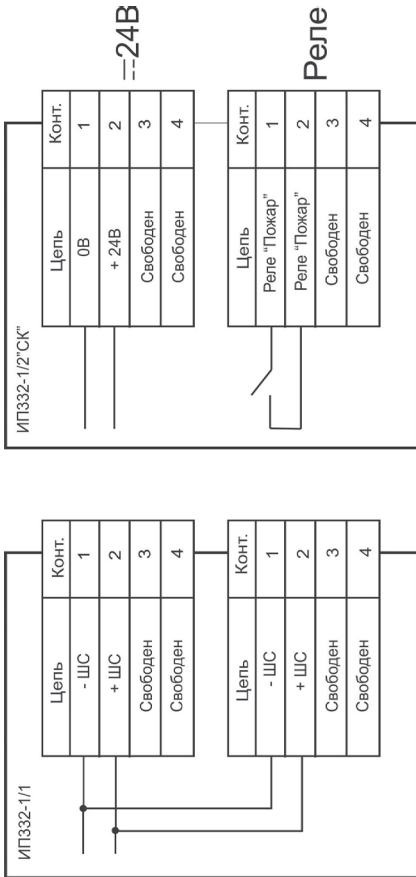 ИП332-1/1
Цепь Конт.
- ШС 1
+ ШС 2
Свободен 3
Свободен 4
Цепь Конт.
- ШС 1
+ ШС 2
Свободен 3
Свободен 4
ИП332-1/2"СК"
Цепь Конт.
0В 1
+ 24В 2
Свободен 3
Свободен 4
==24В
Цепь Конт.
Реле "Пожар" 1
Реле "Пожар" 2
Свободен 3
Свободен 4
Реле